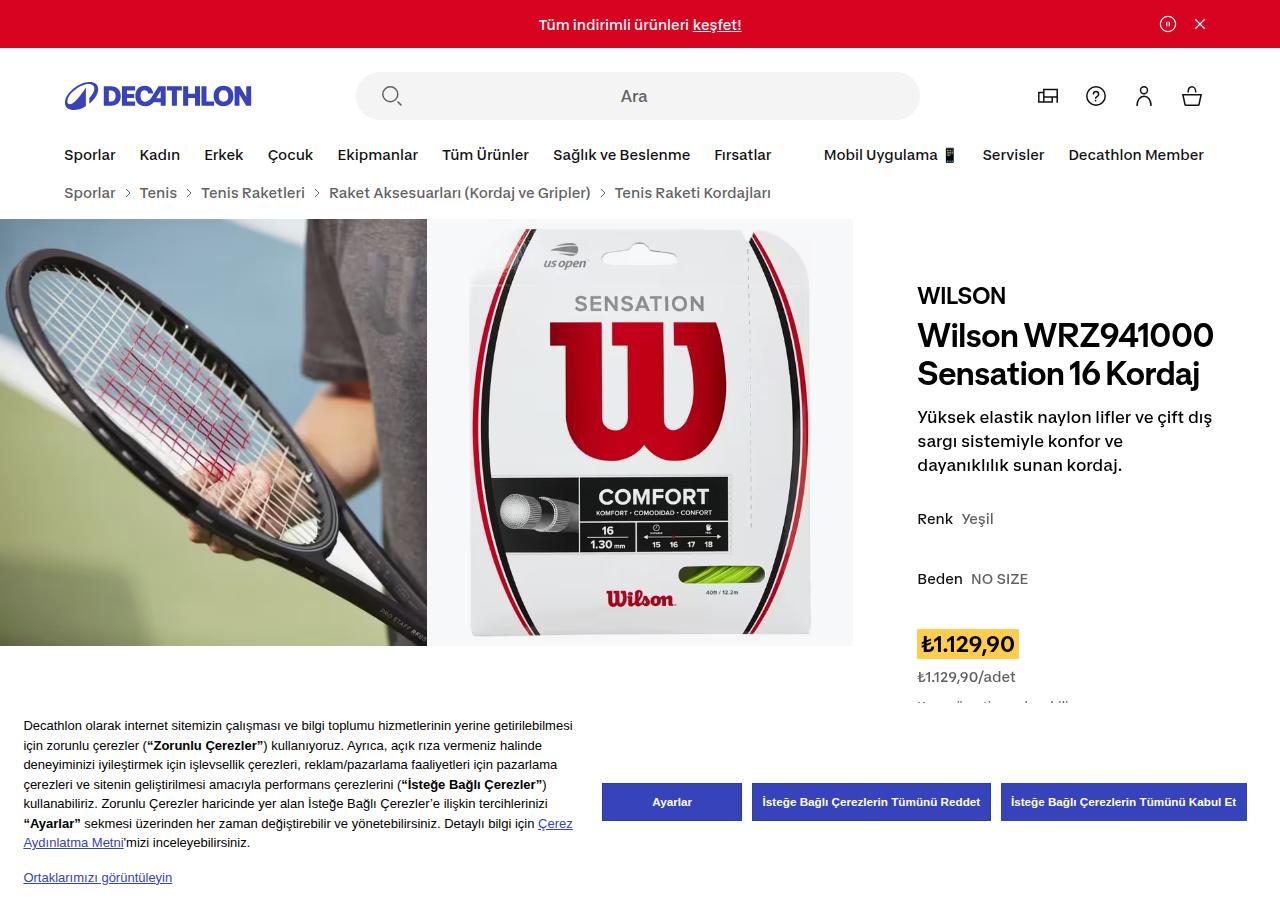 Tüm indirimli ürünleri keşfet!
DECATHLON
Ara
Sporlar Kadın Erkek Çocuk Ekipmanlar Tüm Ürünler Sağlık ve Beslenme Fırsatlar Mobil Uygulama Servisler Decathlon Member
Sporlar Tenis Tenis Raketleri Raket Aksesuarları (Kordaj ve Gripler) Tenis Raketi Kordajları
us open
SENSATION
COMFORT
KOMFORT • COMODIDAD • CONFORT
16
1.30 mm
15 16 17 18
Wilson
40ft / 12.2m
PRO STAFF
WILSON
Wilson WRZ941000
Sensation 16 Kordaj
Yüksek elastik naylon lifler ve çift dış
sargı sistemiyle konfor ve
dayanıklılık sunan kordaj.
Renk Yeşil
Beden NO SIZE
₺1.129,90
₺1.129,90/adet
Decathlon olarak internet sitemizin çalışması ve bilgi toplumu hizmetlerinin yerine getirilebilmesi
için zorunlu çerezler (“Zorunlu Çerezler”) kullanıyoruz. Ayrıca, açık rıza vermeniz halinde
deneyiminizi iyileştirmek için işlevsellik çerezleri, reklam/pazarlama faaliyetleri için pazarlama
çerezleri ve sitenin geliştirilmesi amacıyla performans çerezlerini (“İsteğe Bağlı Çerezler”)
kullanabiliriz. Zorunlu Çerezler haricinde yer alan İsteğe Bağlı Çerezler’e ilişkin tercihlerinizi
“Ayarlar” sekmesi üzerinden her zaman değiştirebilir ve yönetebilirsiniz. Detaylı bilgi için Çerez
Aydınlatma Metni'mizi inceleyebilirsiniz.
Ortaklarımızı görüntüleyin
Ayarlar
İsteğe Bağlı Çerezlerin Tümünü Reddet
İsteğe Bağlı Çerezlerin Tümünü Kabul Et